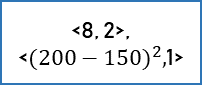 <8, 2>,
<(200 − 150)²,1>